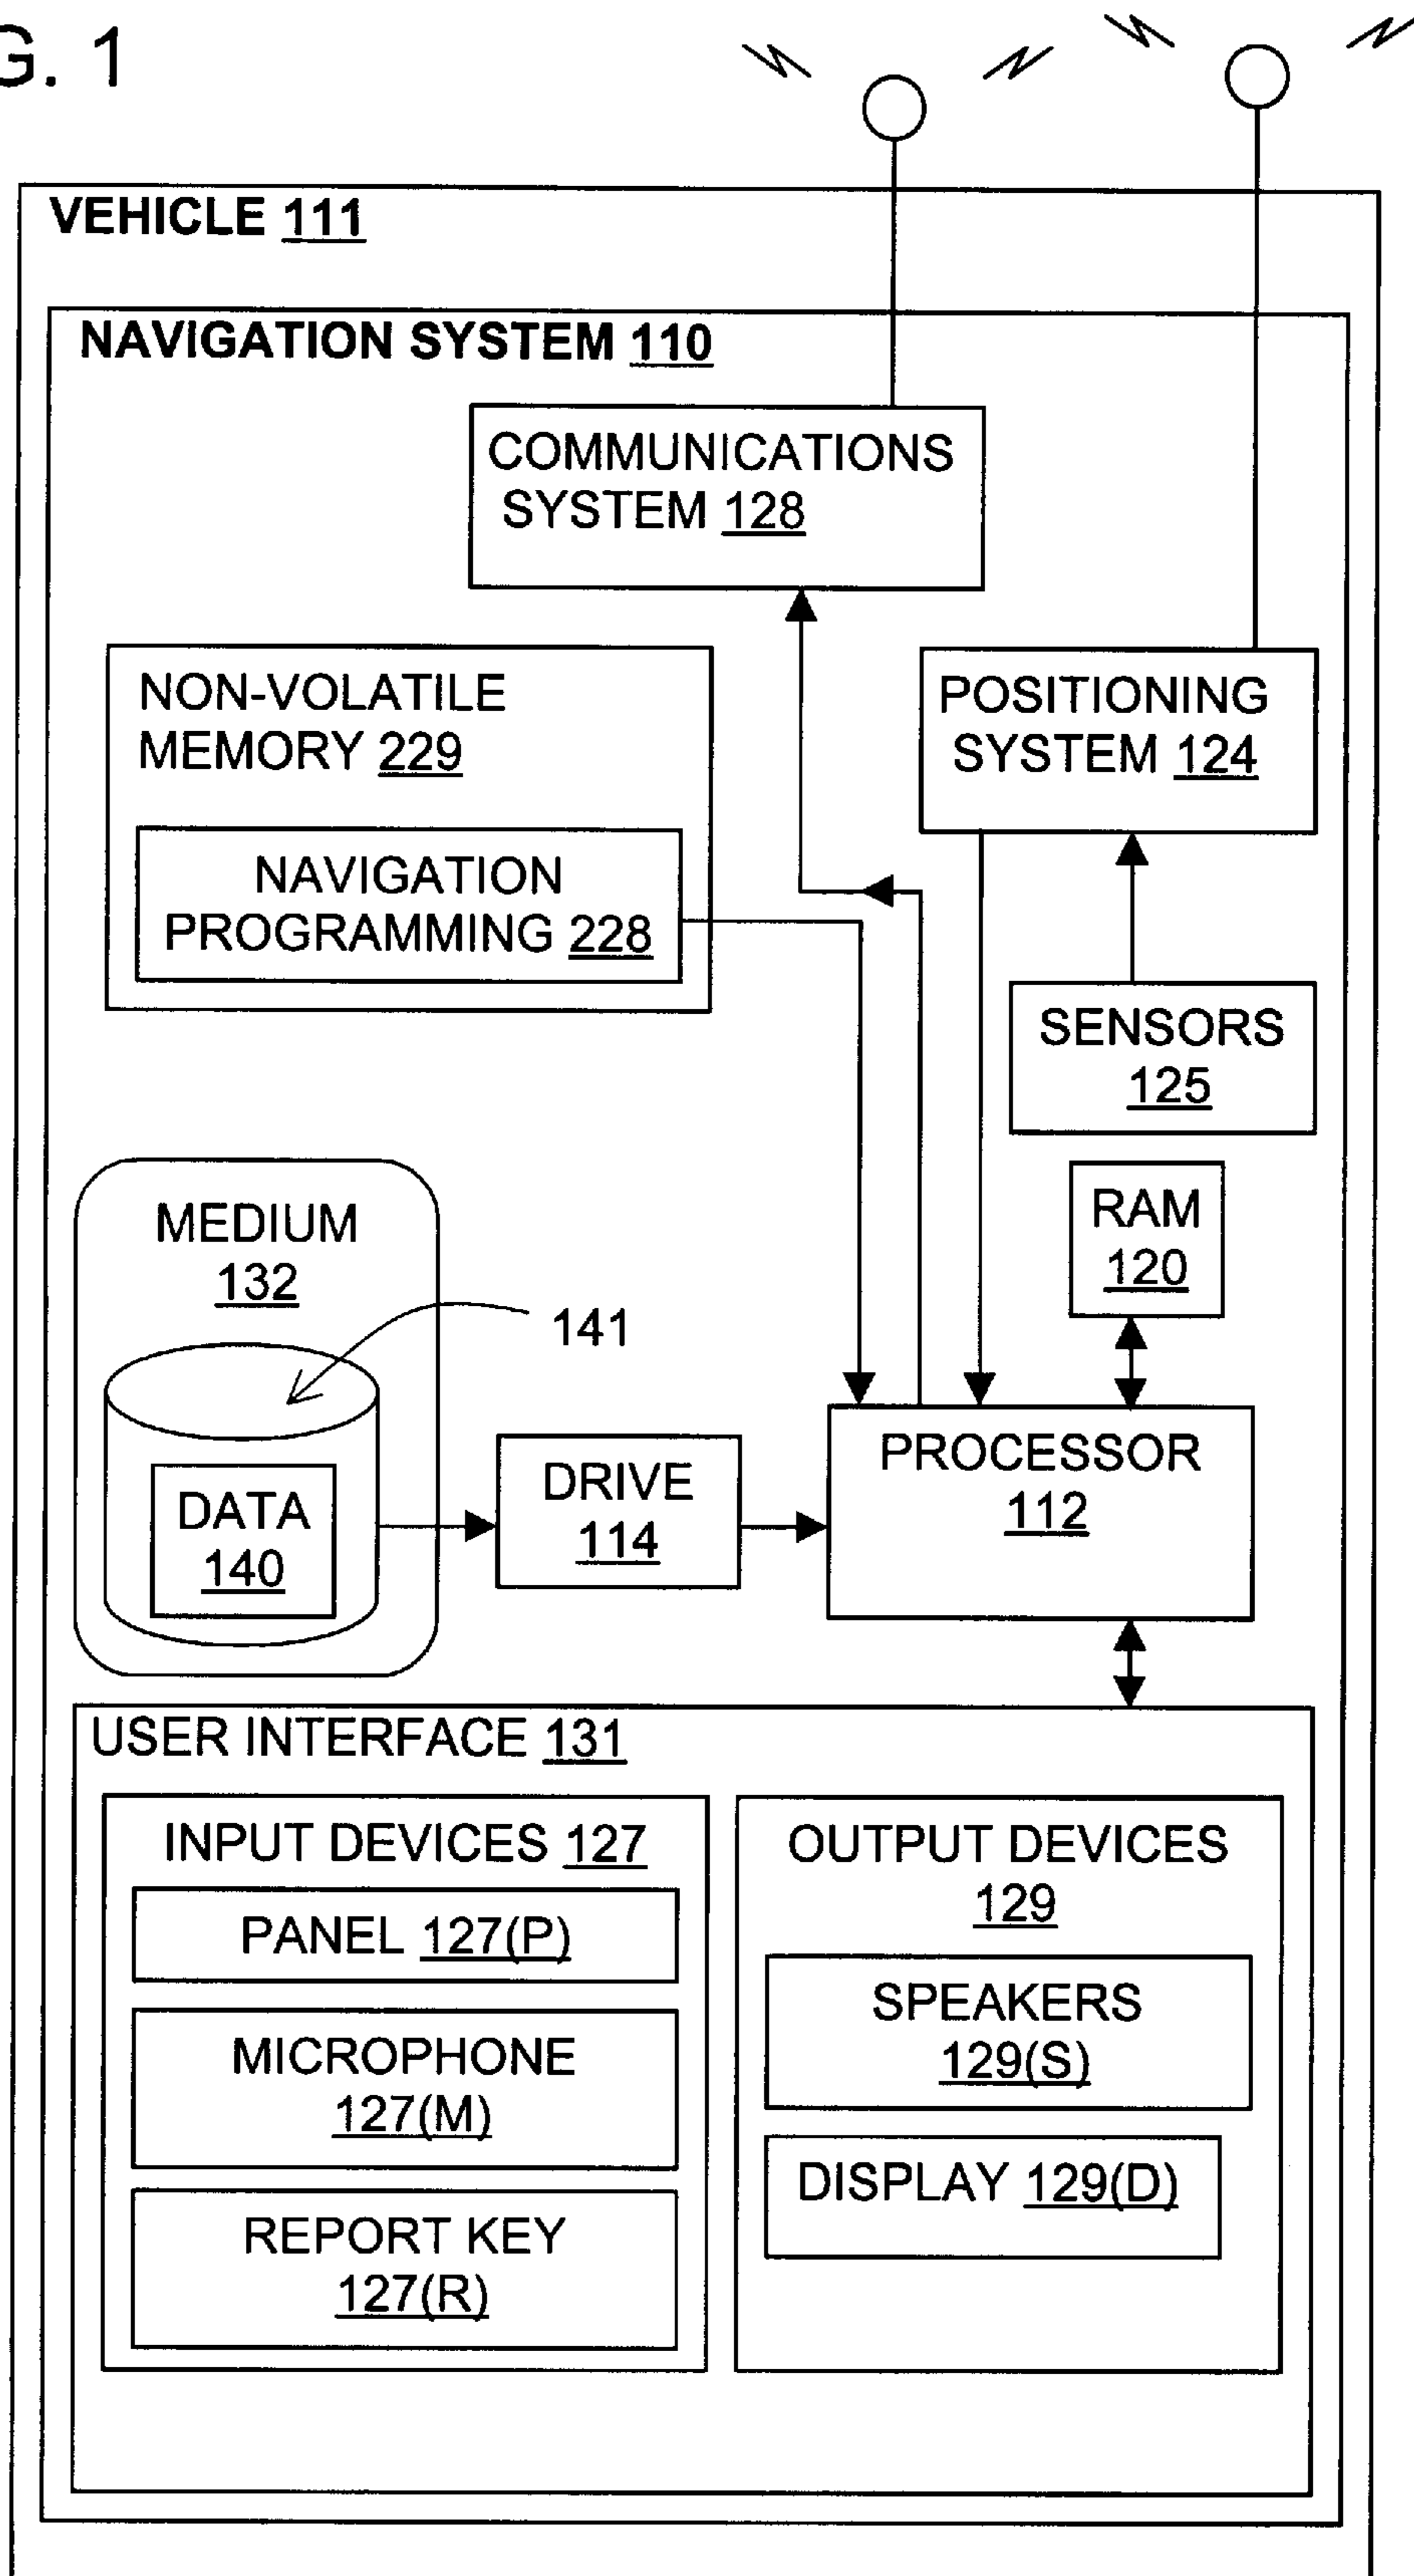 G. 1
VEHICLE 111
NAVIGATION SYSTEM 110
COMMUNICATIONS
SYSTEM 128
NON-VOLATILE
MEMORY 229
NAVIGATION
PROGRAMMING 228
POSITIONING
SYSTEM 124
SENSORS
125
RAM
120
MEDIUM
132
141
DATA
140
DRIVE
114
PROCESSOR
112
USER INTERFACE 131
INPUT DEVICES 127
PANEL 127(P)
MICROPHONE
127(M)
REPORT KEY
127(R)
OUTPUT DEVICES
129
SPEAKERS
129(S)
DISPLAY 129(D)